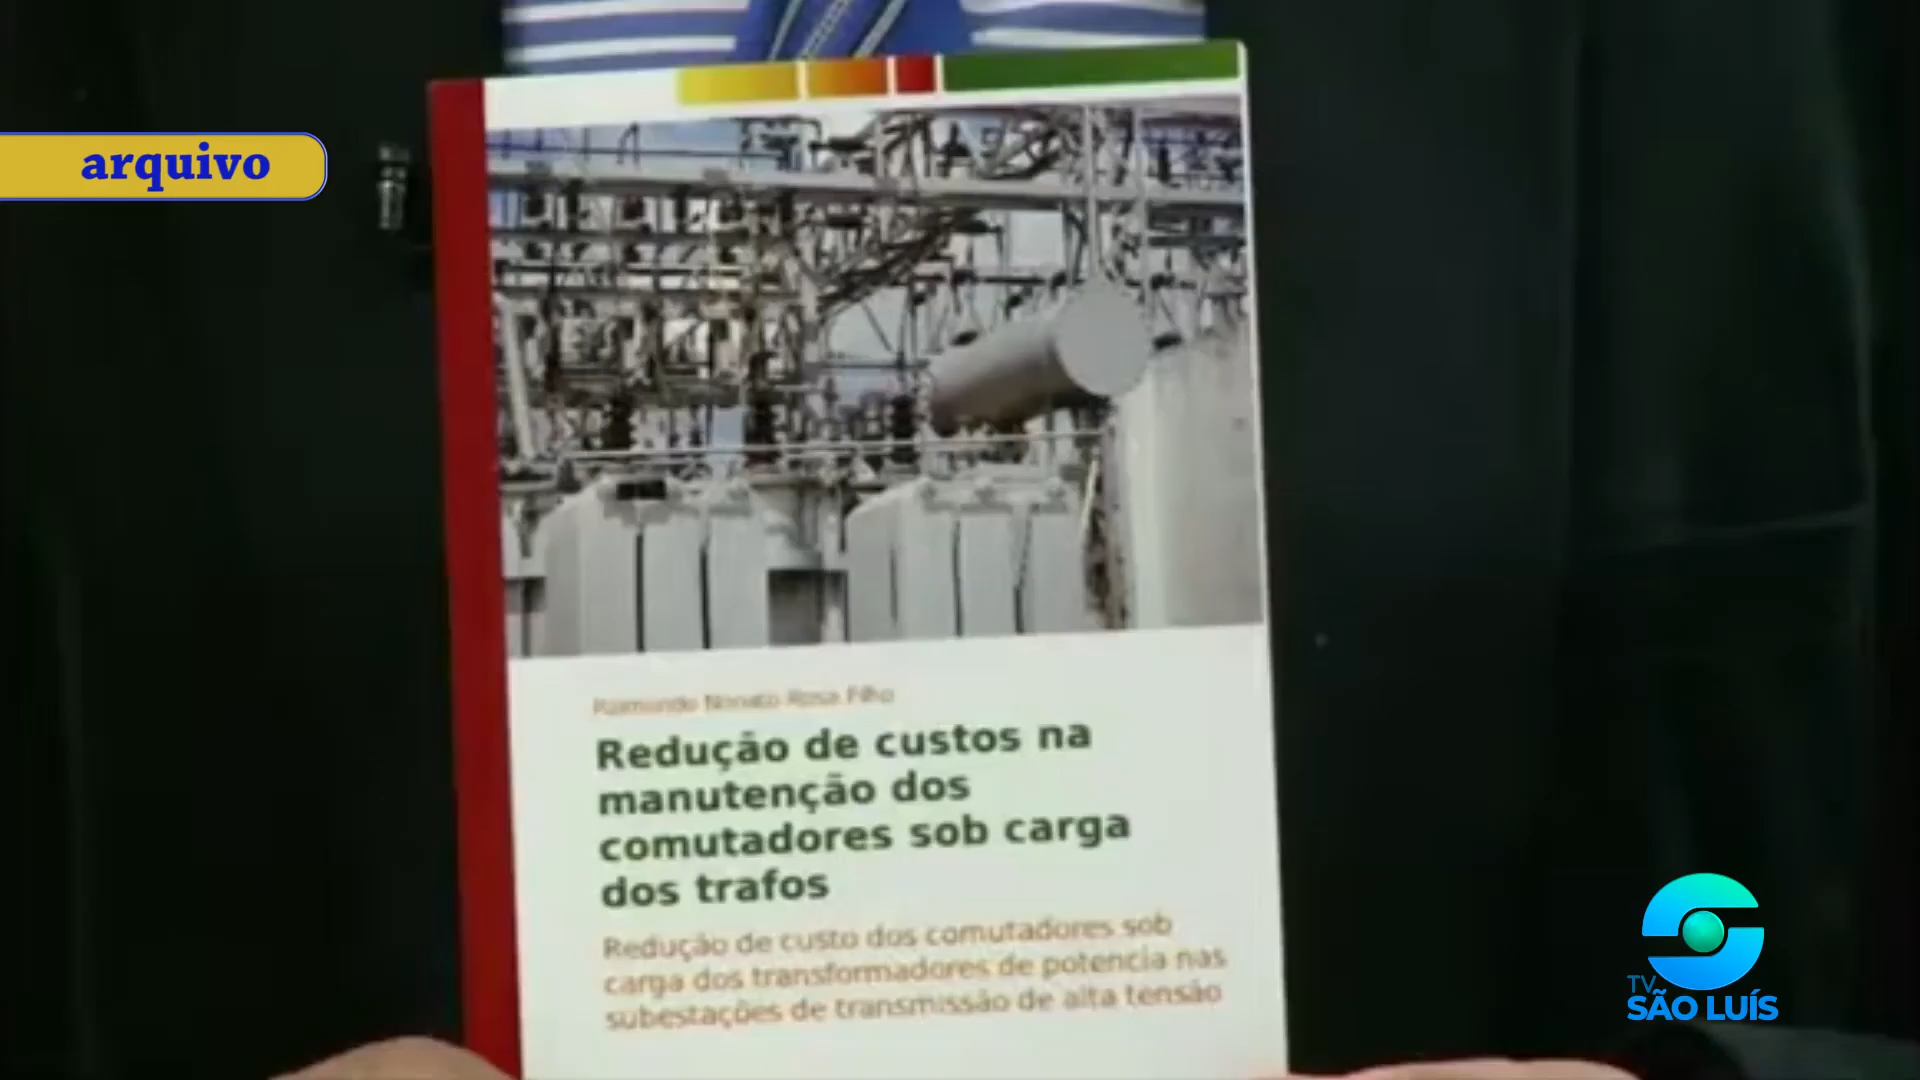 arquivo
Raimundo Nonato Rosa Filho
Redução de custos na
manutenção dos
comutadores sob carga
dos trafos
Redução de custo dos comutadores sob
carga dos transformadores de potencia nas
subestações de transmissão de alta tensão
TV
SÃO LUÍS